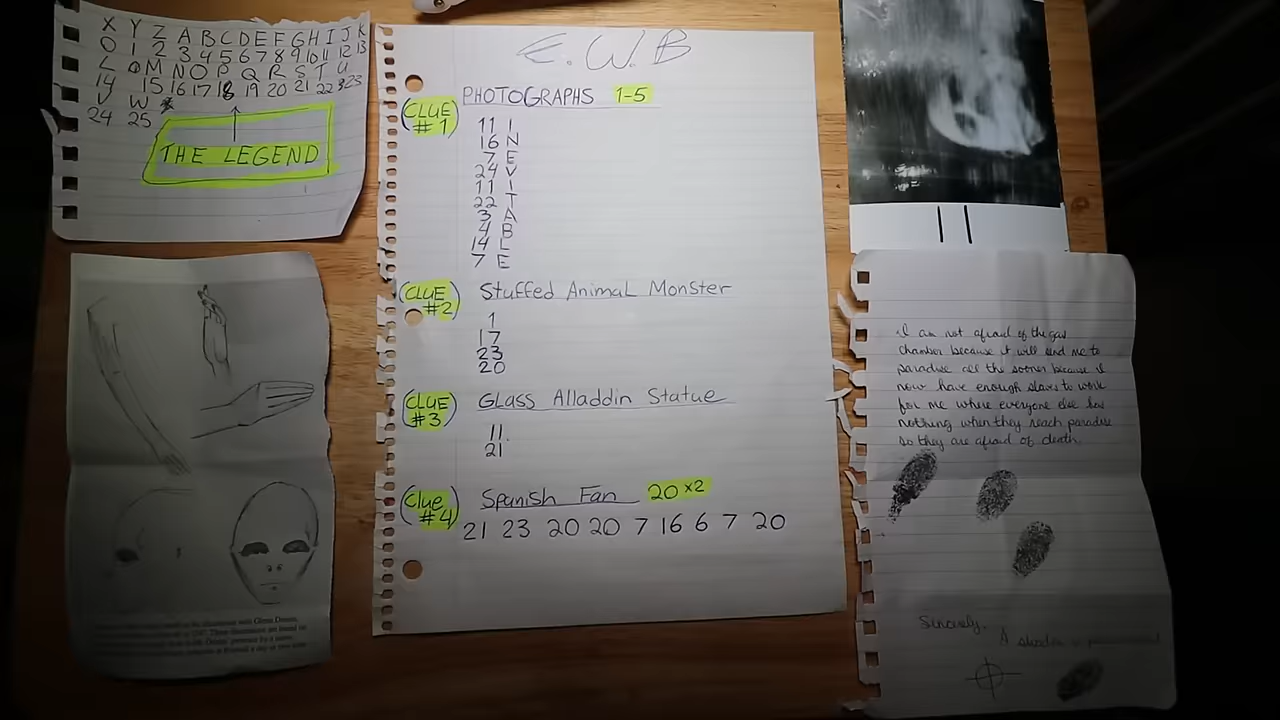 X Y Z A B C D E F G H I J K
0 1 2 3 4 5 6 7 8 9 10 11 12 13
L M N O P Q R S T U
14 15 16 17 18 19 20 21 22 23
V W
24 25
THE LEGEND
E.W.B
(CLUE #1) PHOTOGRAPHS 1-5
11 I
16 N
7 E
24 V
11 I
22 T
3 A
4 B
14 L
7 E
(CLUE #2) Stuffed Animal Monster
1
17
23
20
(CLUE #3) Glass Alladdin Statue
11.
21
(Clue #4) Spanish Fan 20 x2
21 23 20 20 7 16 6 7 20
11
I am not afraid of the gas
chamber because it will send me to
paradise all the sooner because I
now have enough slaves to work
for me where everyone else has
nothing when they reach paradise
so they are afraid of death.
Sincerely,
A shadow